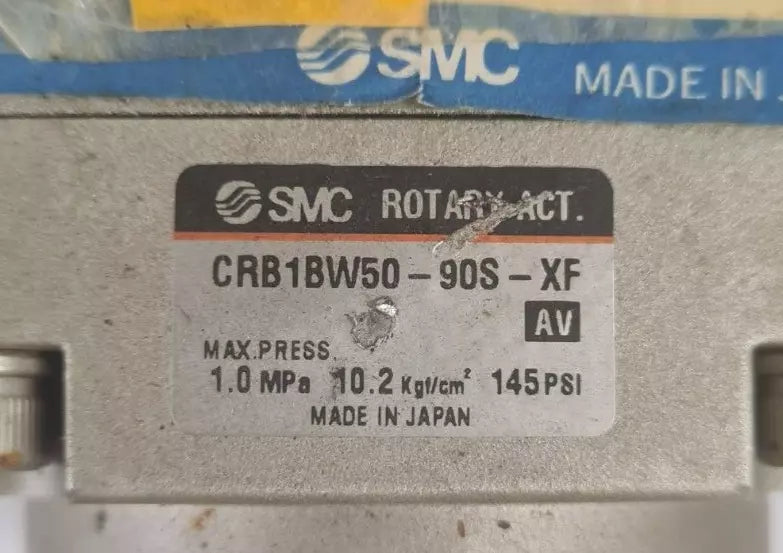 SMC MADE IN
SMC ROTARY ACT.
CRB1BW50-90S-XF
AV
MAX.PRESS.
1.0 MPa 10.2 Kgf/cm² 145 PSI
MADE IN JAPAN